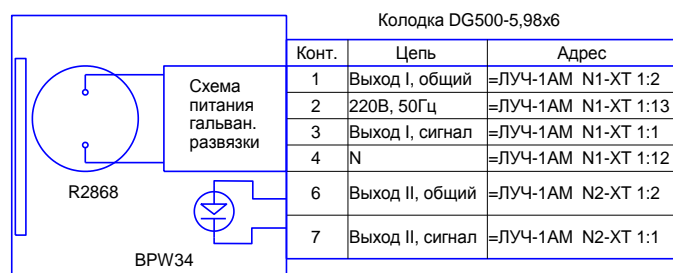 Колодка DG500-5,98x6
Конт. Цепь Адрес
1 Выход I, общий =ЛУЧ-1АМ N1-XT 1:2
2 220В, 50Гц =ЛУЧ-1АМ N1-XT 1:13
3 Выход I, сигнал =ЛУЧ-1АМ N1-XT 1:1
4 N =ЛУЧ-1АМ N1-XT 1:12
6 Выход II, общий =ЛУЧ-1АМ N2-XT 1:2
7 Выход II, сигнал =ЛУЧ-1АМ N2-XT 1:1
Схема
питания
гальван.
развязки
R2868
BPW34